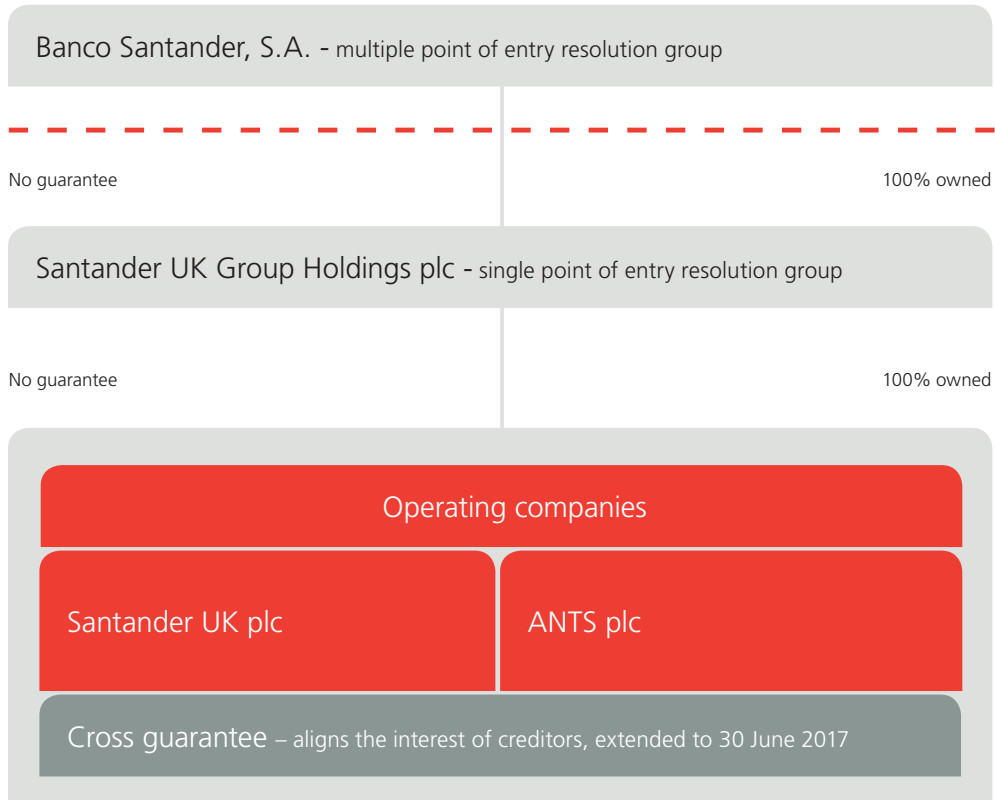 Banco Santander, S.A. - multiple point of entry resolution group
No guarantee
100% owned
Santander UK Group Holdings plc - single point of entry resolution group
No guarantee
100% owned
Operating companies
Santander UK plc
ANTS plc
Cross guarantee – aligns the interest of creditors, extended to 30 June 2017